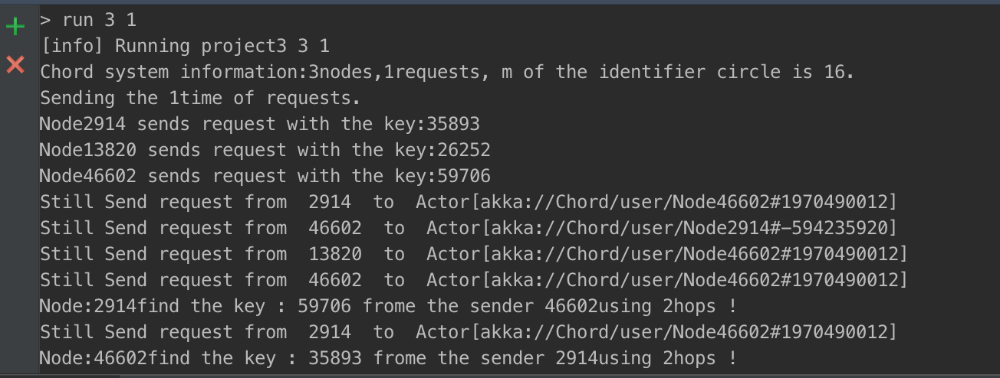 > run 3 1
[info] Running project3 3 1
Chord system information:3nodes,1requests, m of the identifier circle is 16.
Sending the 1time of requests.
Node2914 sends request with the key:35893
Node13820 sends request with the key:26252
Node46602 sends request with the key:59706
Still Send request from  2914  to  Actor[akka://Chord/user/Node46602#1970490012]
Still Send request from  46602  to  Actor[akka://Chord/user/Node2914#-594235920]
Still Send request from  13820  to  Actor[akka://Chord/user/Node46602#1970490012]
Still Send request from  46602  to  Actor[akka://Chord/user/Node46602#1970490012]
Node:2914find the key : 59706 frome the sender 46602using 2hops !
Still Send request from  2914  to  Actor[akka://Chord/user/Node46602#1970490012]
Node:46602find the key : 35893 frome the sender 2914using 2hops !